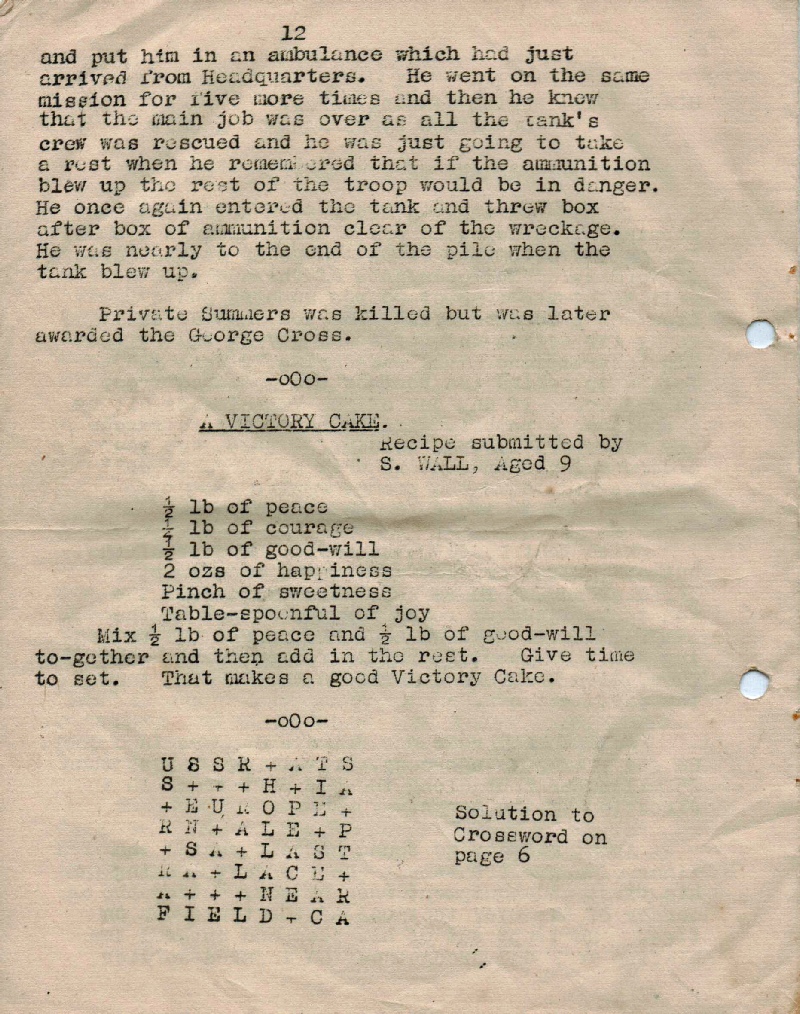 12
and put him in an ambulance which had just
arrived from Headquarters. He went on the same
mission for five more times and then he knew
that the main job was over as all the tank's
crew was rescued and he was just going to take
a rest when he remembered that if the ammunition
blew up the rest of the troop would be in danger.
He once again entered the tank and threw box
after box of ammunition clear of the wreckage.
He was nearly to the end of the pile when the
tank blew up.
Private Summers was killed but was later
awarded the George Cross.
-oOo-
A VICTORY CAKE.
Recipe submitted by
S. WALL, Aged 9
½ lb of peace
½ lb of courage
½ lb of good-will
2 ozs of happiness
Pinch of sweetness
Table-spoonful of joy
Mix ½ lb of peace and ½ lb of good-will
to-gether and then add in the rest. Give time
to set. That makes a good Victory Cake.
-oOo-
U S S R + A T S
S + + + H + I A
+ E U R O P E +
R N + A L E + P
+ S A + L A S T
Solution to
Crossword on
page 6
+ L A C E +
A + + + N E A R
F I E L D + C A